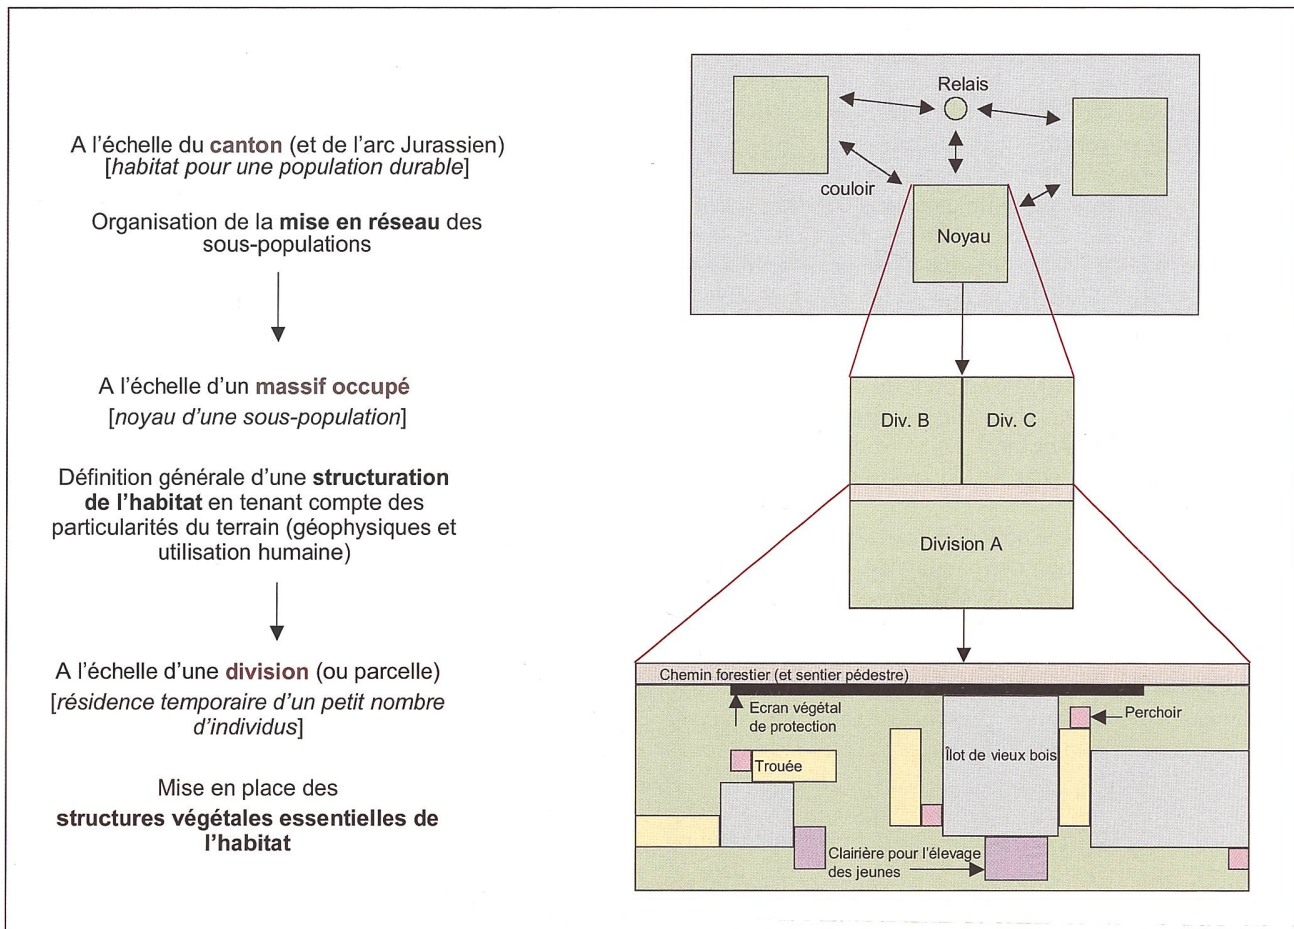 A l'échelle du canton (et de l'arc Jurassien)
[habitat pour une population durable]
Organisation de la mise en réseau des
sous-populations
A l'échelle d'un massif occupé
[noyau d'une sous-population]
Définition générale d'une structuration
de l'habitat en tenant compte des
particularités du terrain (géophysiques et
utilisation humaine)
A l'échelle d'une division (ou parcelle)
[résidence temporaire d'un petit nombre
d'individus]
Mise en place des
structures végétales essentielles de
l'habitat
Relais
couloir
Noyau
Div. B
Div. C
Division A
Chemin forestier (et sentier pédestre)
Ecran végétal
de protection
Perchoir
Trouée
Îlot de vieux bois
Clairière pour l'élevage
des jeunes